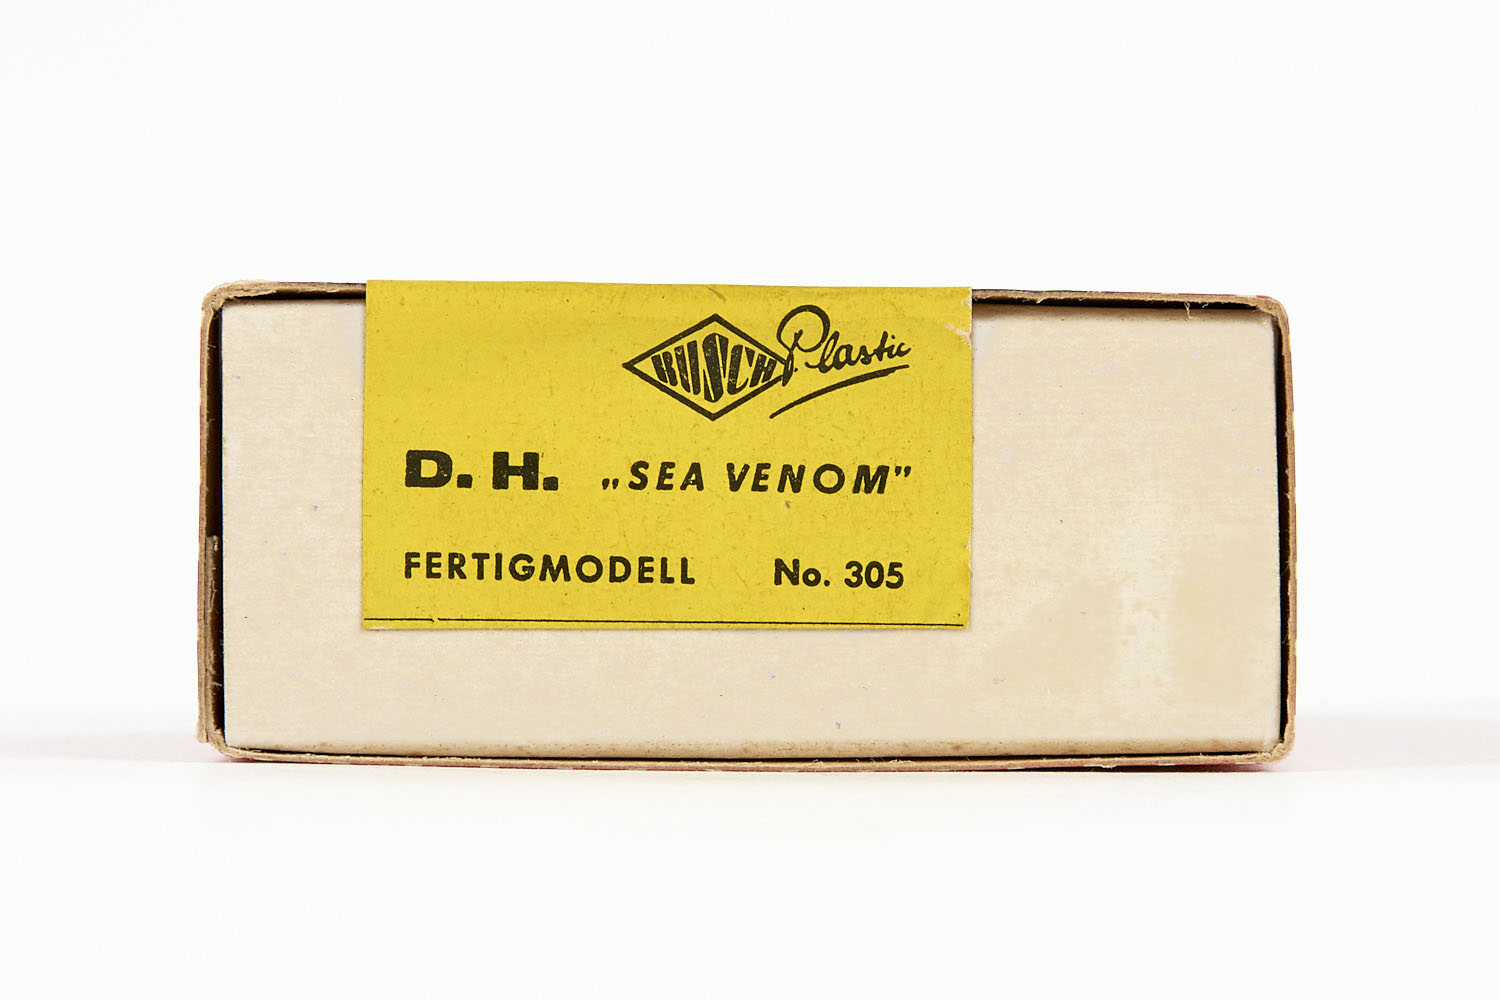 BUSCH Plastic
D. H. „SEA VENOM”
FERTIGMODELL No. 305